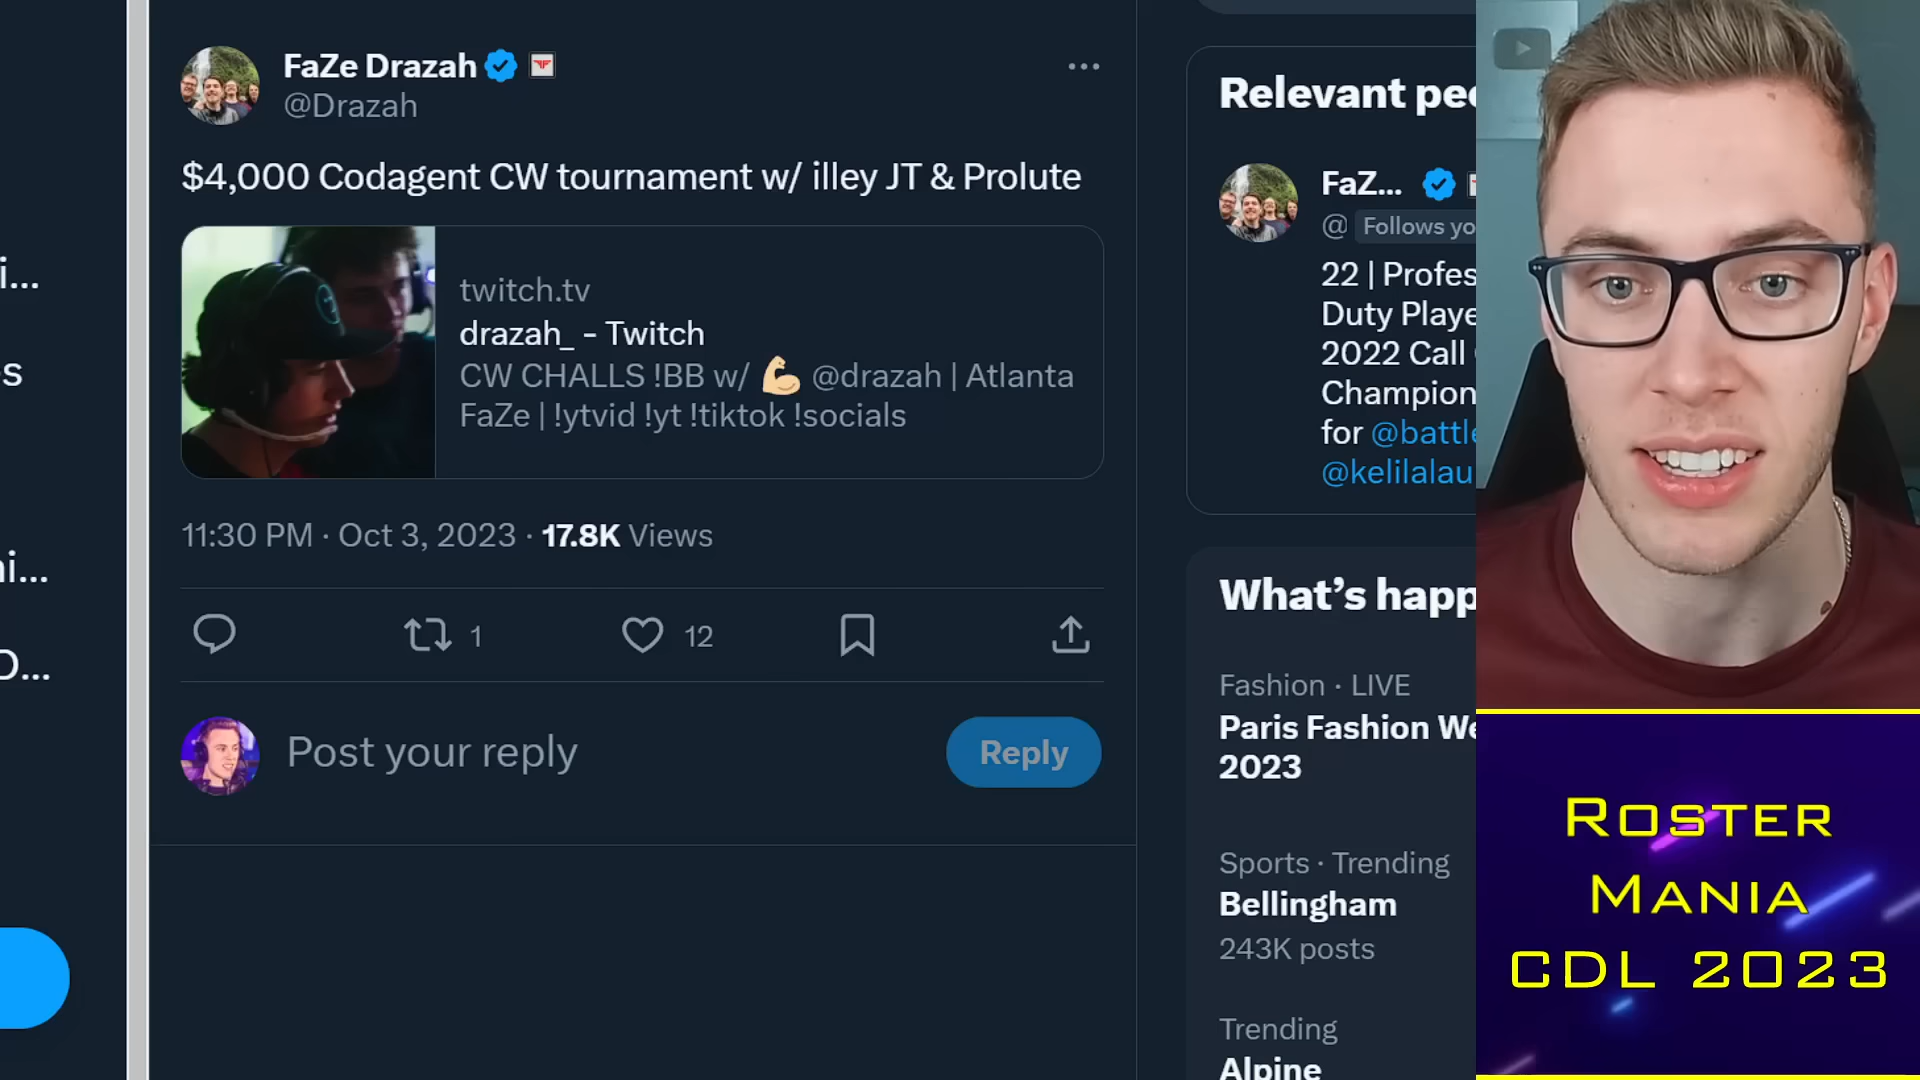 i...
s
ni...
D...
FaZe Drazah
@Drazah
$4,000 Codagent CW tournament w/ illey JT & Prolute
twitch.tv
drazah_ - Twitch
CW CHALLS !BB w/ 💪🏻 @drazah | Atlanta
FaZe | !ytvid !yt !tiktok !socials
11:30 PM · Oct 3, 2023 · 17.8K Views
1
12
Post your reply
Reply
Relevant pe
FaZ...
@ Follows yo
22 | Profes
Duty Playe
2022 Call
Champion
for @battle
@kelilalau
What's happ
Fashion · LIVE
Paris Fashion We
2023
Sports · Trending
Bellingham
243K posts
Trending
Alpine
Roster
Mania
CDL 2023